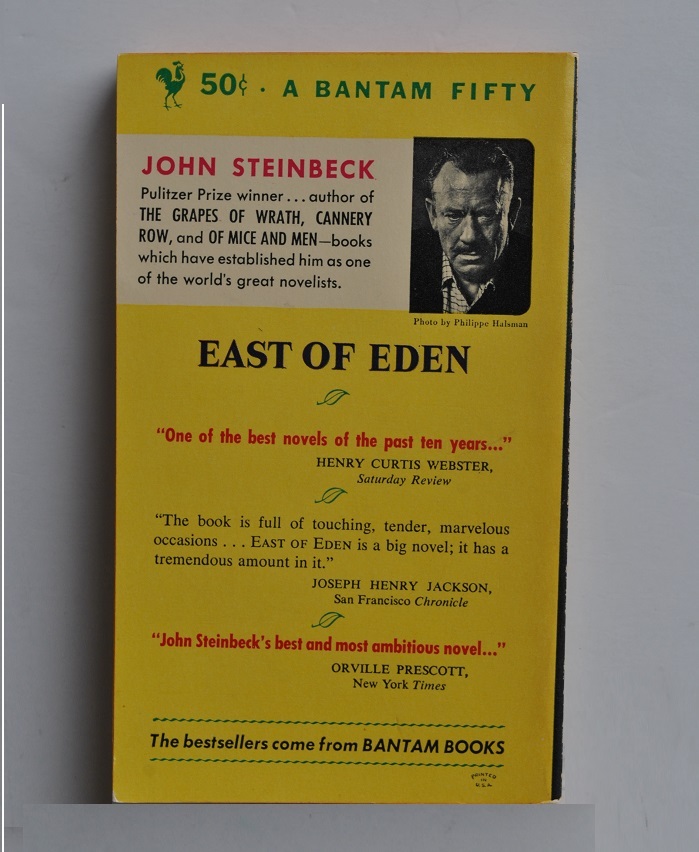 50¢ · A BANTAM FIFTY
JOHN STEINBECK
Pulitzer Prize winner...author of
THE GRAPES OF WRATH, CANNERY
ROW, and OF MICE AND MEN—books
which have established him as one
of the world's great novelists.
Photo by Philippe Halsman
EAST OF EDEN
"One of the best novels of the past ten years..."
HENRY CURTIS WEBSTER,
Saturday Review
"The book is full of touching, tender, marvelous
occasions . . . EAST OF EDEN is a big novel; it has a
tremendous amount in it."
JOSEPH HENRY JACKSON,
San Francisco Chronicle
"John Steinbeck's best and most ambitious novel..."
ORVILLE PRESCOTT,
New York Times
The bestsellers come from BANTAM BOOKS
PRINTED
IN
U.S.A.